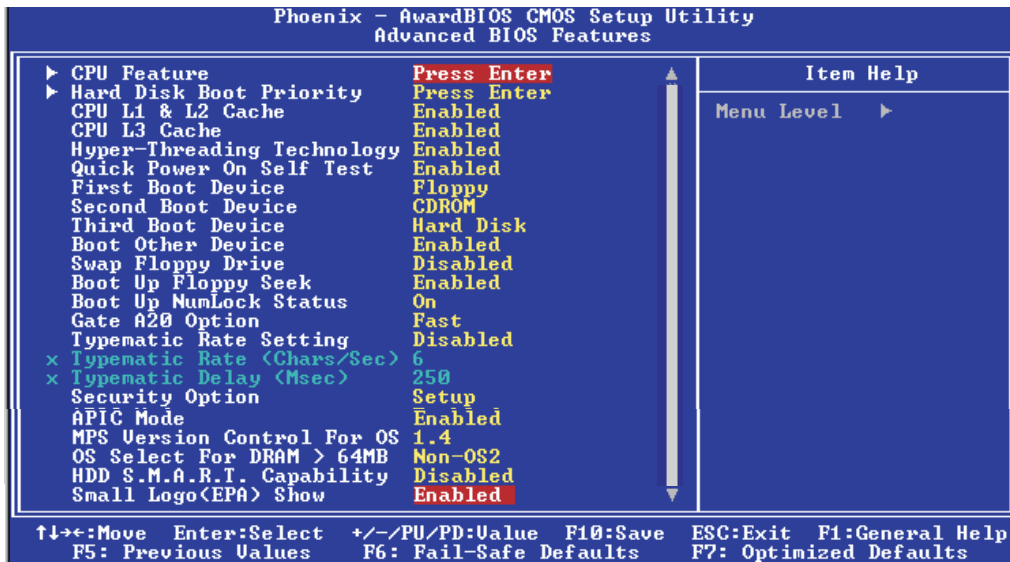 Phoenix - AwardBIOS CMOS Setup Utility
Advanced BIOS Features
CPU Feature Press Enter
Hard Disk Boot Priority Press Enter
CPU L1 & L2 Cache Enabled
CPU L3 Cache Enabled
Hyper-Threading Technology Enabled
Quick Power On Self Test Enabled
First Boot Device Floppy
Second Boot Device CDROM
Third Boot Device Hard Disk
Boot Other Device Enabled
Swap Floppy Drive Disabled
Boot Up Floppy Seek Enabled
Boot Up NumLock Status On
Gate A20 Option Fast
Typematic Rate Setting Disabled
x Typematic Rate (Chars/Sec) 6
x Typematic Delay (Msec) 250
Security Option Setup
APIC Mode Enabled
MPS Version Control For OS 1.4
OS Select For DRAM > 64MB Non-OS2
HDD S.M.A.R.T. Capability Disabled
Small Logo(EPA) Show Enabled
Item Help
Menu Level
↑↓→←:Move Enter:Select +/-/PU/PD:Value F10:Save ESC:Exit F1:General Help
F5: Previous Values F6: Fail-Safe Defaults F7: Optimized Defaults